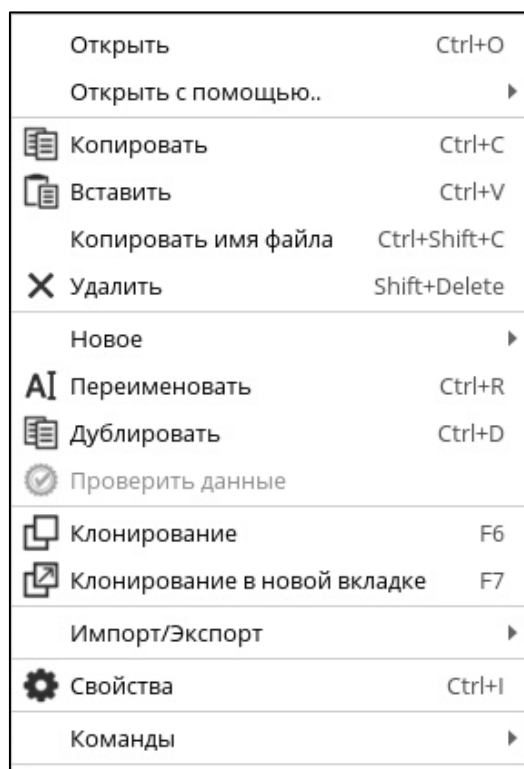 Открыть Ctrl+O
Открыть с помощью..
Копировать Ctrl+C
Вставить Ctrl+V
Копировать имя файла Ctrl+Shift+C
Удалить Shift+Delete
Новое
Переименовать Ctrl+R
Дублировать Ctrl+D
Проверить данные
Клонирование F6
Клонирование в новой вкладке F7
Импорт/Экспорт
Свойства Ctrl+I
Команды